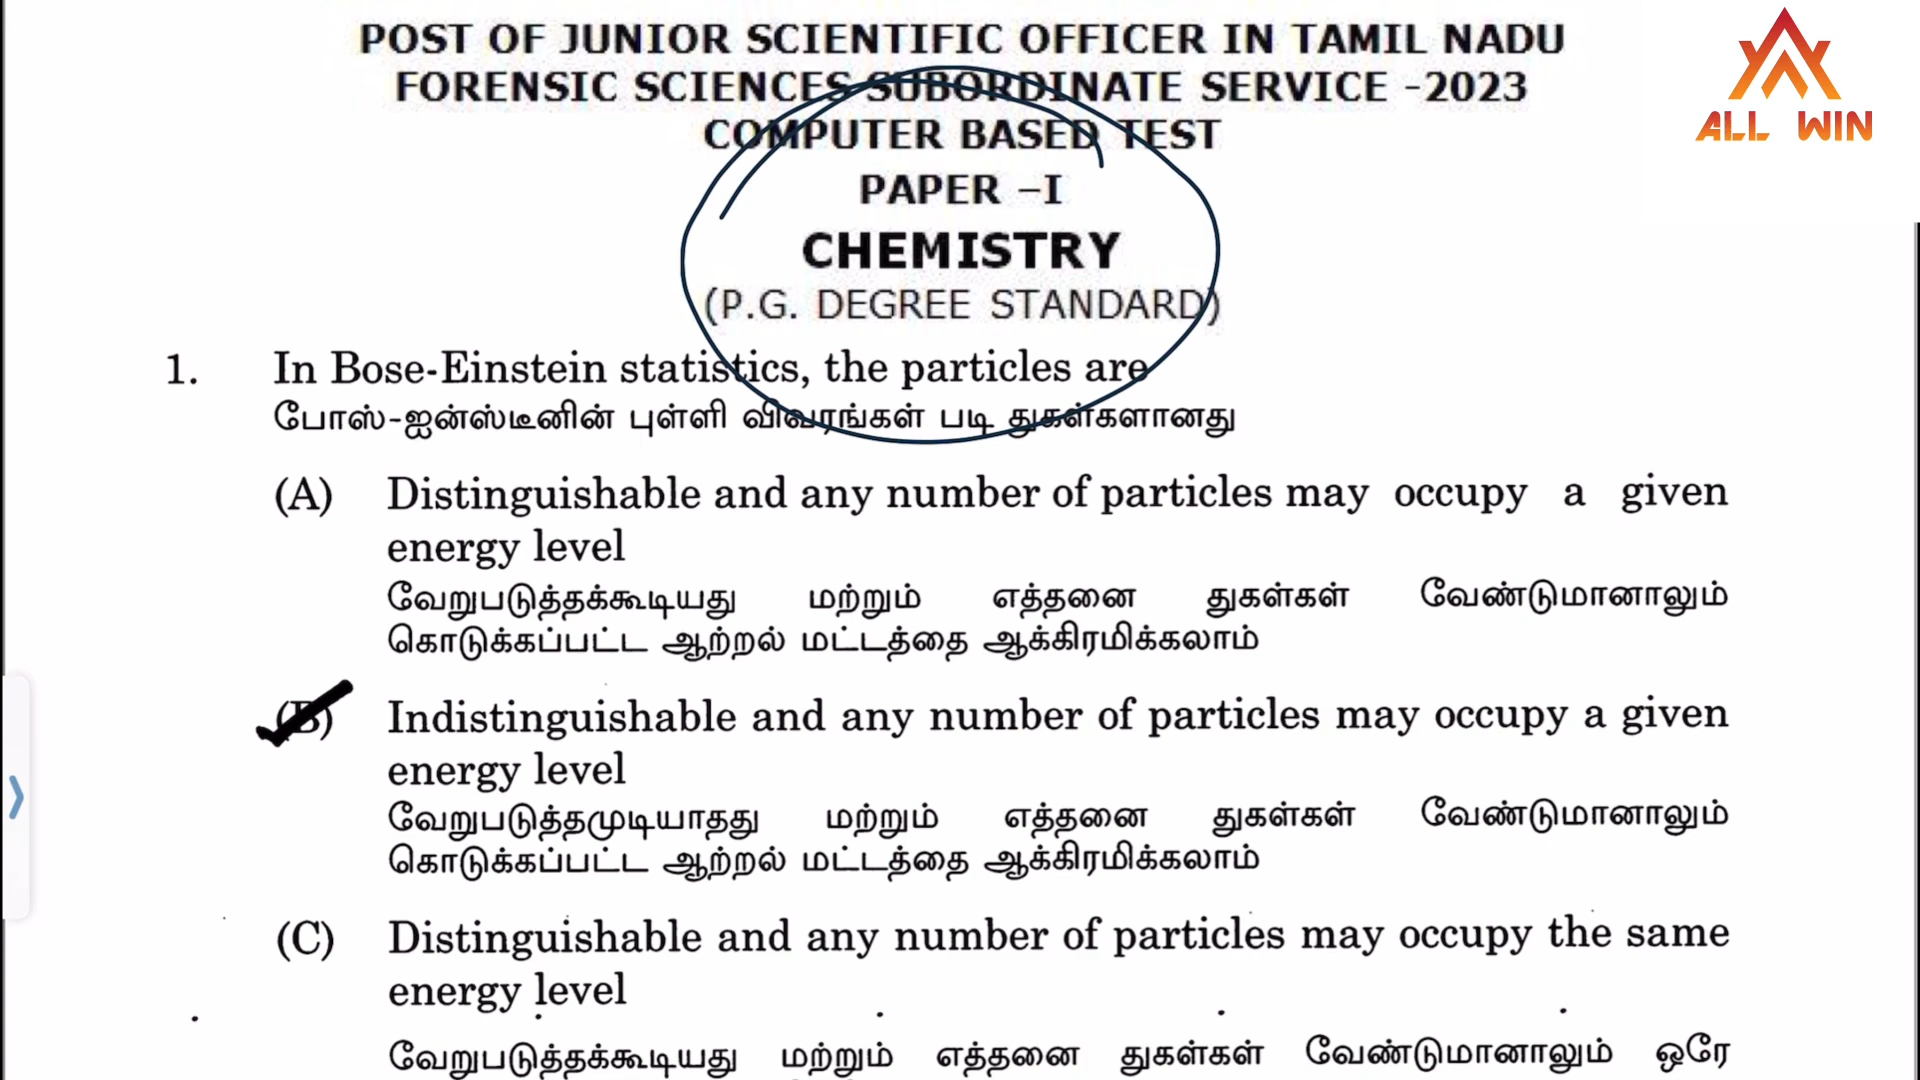 POST OF JUNIOR SCIENTIFIC OFFICER IN TAMIL NADU
FORENSIC SCIENCES SUBORDINATE SERVICE -2023
COMPUTER BASED TEST
PAPER –I
CHEMISTRY
(P.G. DEGREE STANDARD)
ALL WIN
1. In Bose-Einstein statistics, the particles are
போஸ்-ஐன்ஸ்டீனின் புள்ளி விவரங்கள் படி துகள்களானது
(A) Distinguishable and any number of particles may occupy a given
energy level
வேறுபடுத்தக்கூடியது மற்றும் எத்தனை துகள்கள் வேண்டுமானாலும்
கொடுக்கப்பட்ட ஆற்றல் மட்டத்தை ஆக்கிரமிக்கலாம்
(B) Indistinguishable and any number of particles may occupy a given
energy level
வேறுபடுத்தமுடியாதது மற்றும் எத்தனை துகள்கள் வேண்டுமானாலும்
கொடுக்கப்பட்ட ஆற்றல் மட்டத்தை ஆக்கிரமிக்கலாம்
(C) Distinguishable and any number of particles may occupy the same
energy level
வேறுபடுத்தக்கூடியது மற்றும் எத்தனை துகள்கள் வேண்டுமானாலும் ஒரே